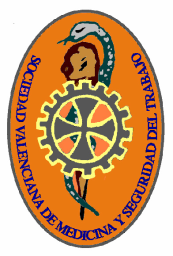 SOCIEDAD VALENCIANA DE MEDICINA Y SEGURIDAD DEL TRABAJO